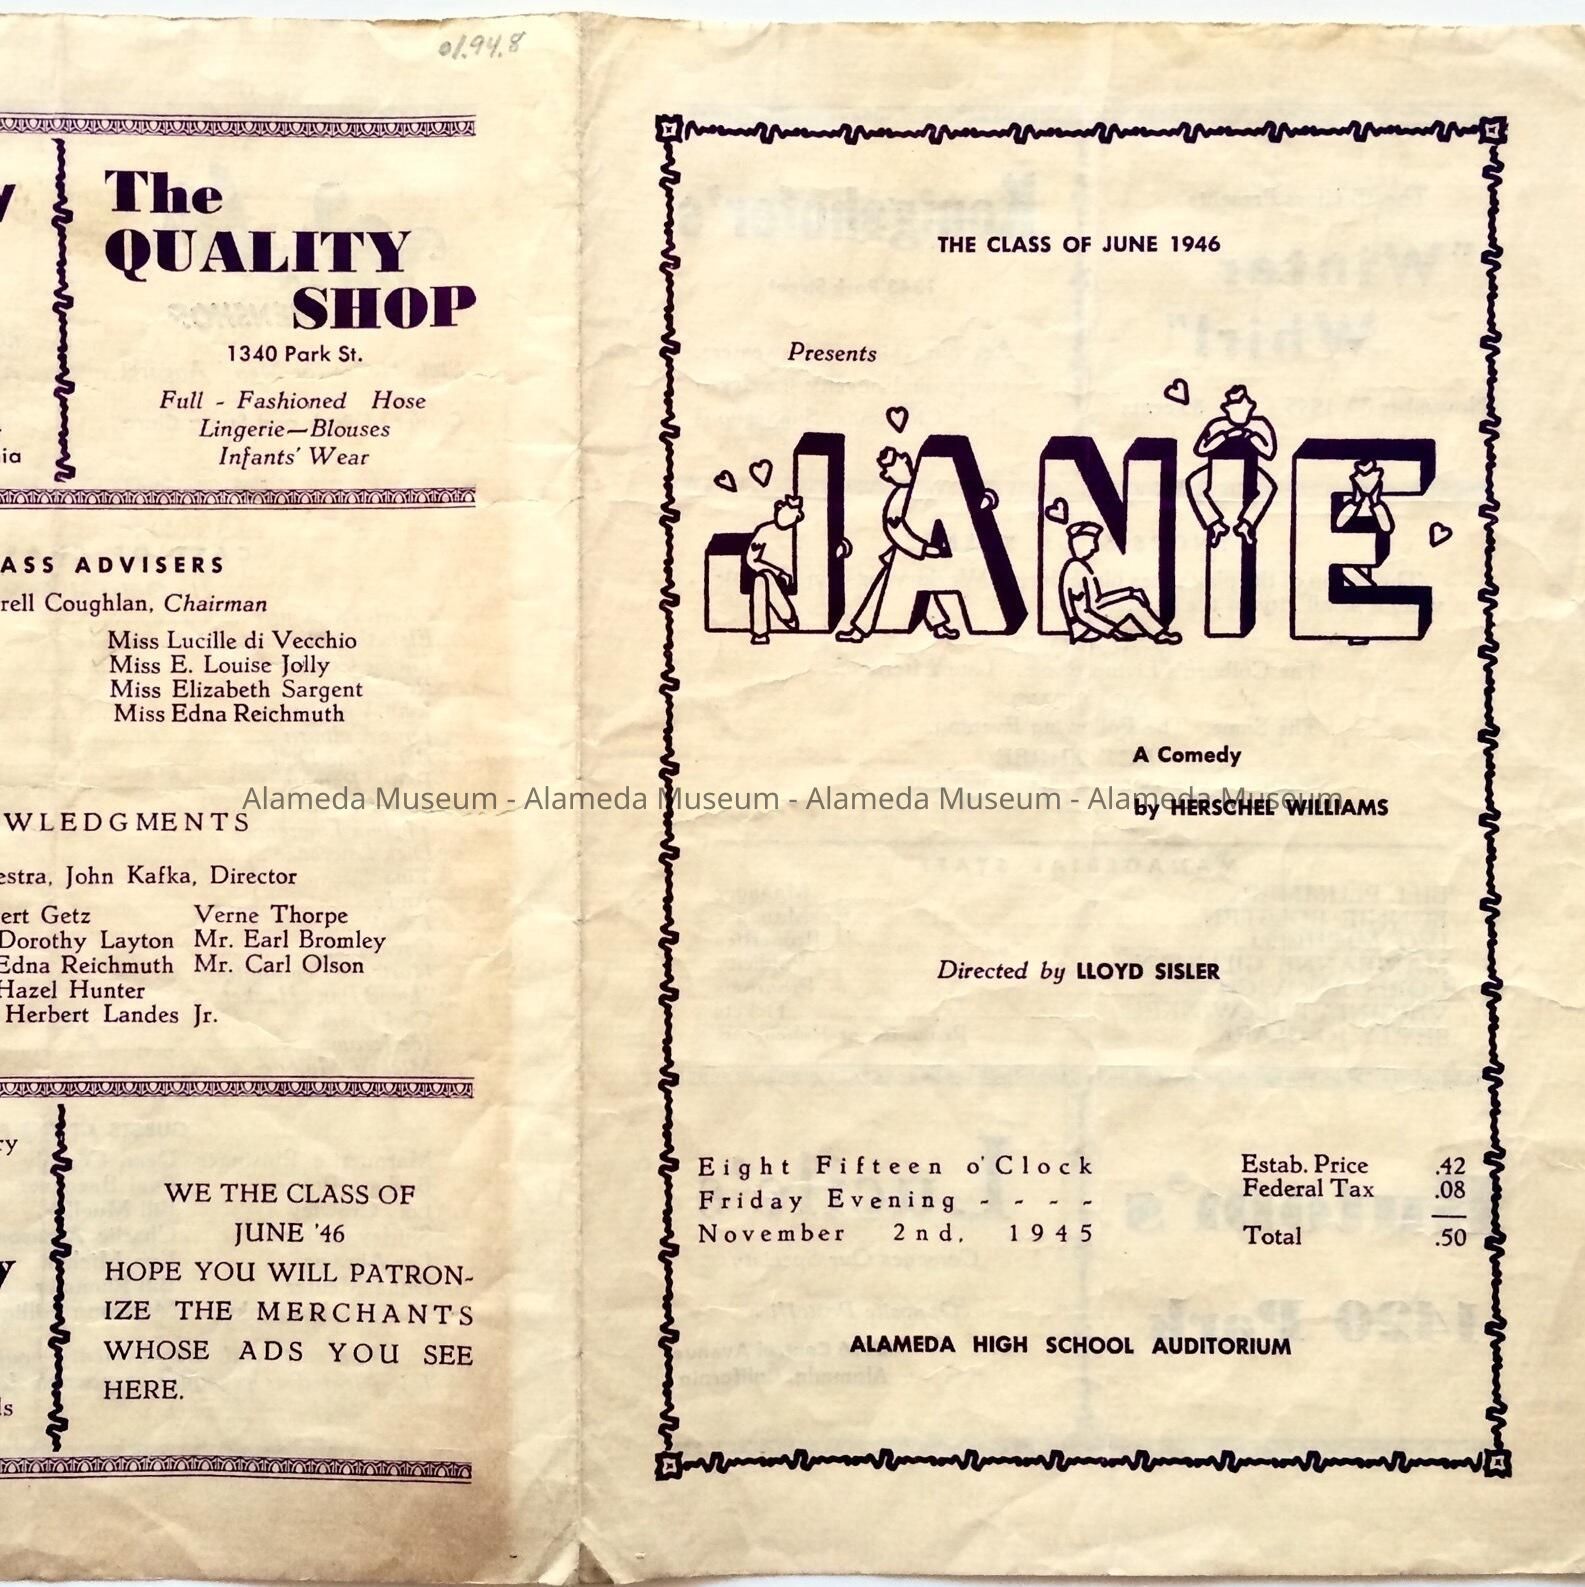 01.94.8
The
QUALITY
SHOP
1340 Park St.
Full - Fashioned Hose
Lingerie—Blouses
Infants' Wear
ADVISERS
Coughlan, Chairman
Miss Lucille di Vecchio
Miss E. Louise Jolly
Miss Elizabeth Sargent
Miss Edna Reichmuth
John Kafka, Director
Getz Verne Thorpe
Dorothy Layton Mr. Earl Bromley
Edna Reichmuth Mr. Carl Olson
Hazel Hunter
Herbert Landes Jr.
WE THE CLASS OF
JUNE '46
HOPE YOU WILL PATRON-
IZE THE MERCHANTS
WHOSE ADS YOU SEE
HERE.
THE CLASS OF JUNE 1946
Presents
JANIE
A Comedy
Alameda Museum - Alameda Museum - Alameda Museum - Alameda Museum
by HERSCHEL WILLIAMS
Directed by LLOYD SISLER
Eight Fifteen o'Clock
Friday Evening - - - -
November 2nd, 1945
Estab. Price .42
Federal Tax .08
Total .50
ALAMEDA HIGH SCHOOL AUDITORIUM